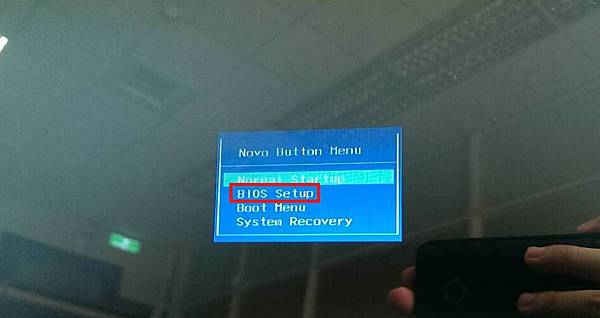 Novo Button Menu
Normal Startup
BIOS Setup
Boot Menu
System Recovery